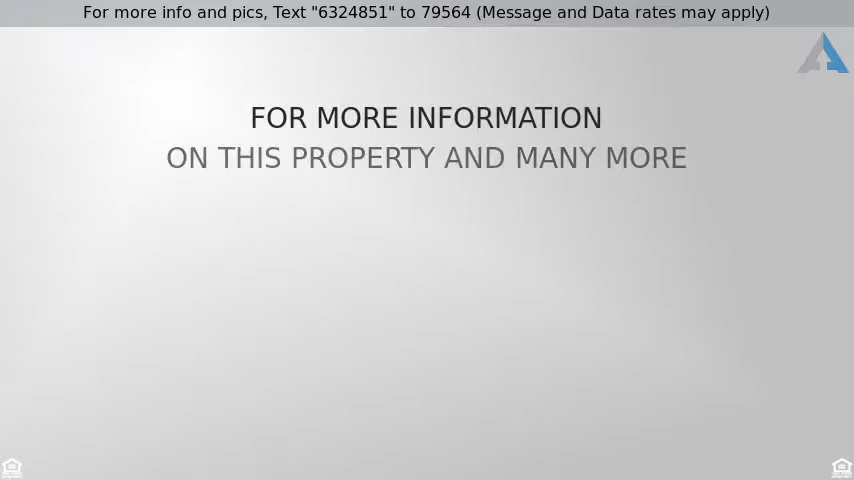 For more info and pics, Text "6324851" to 79564 (Message and Data rates may apply)
FOR MORE INFORMATION
ON THIS PROPERTY AND MANY MORE